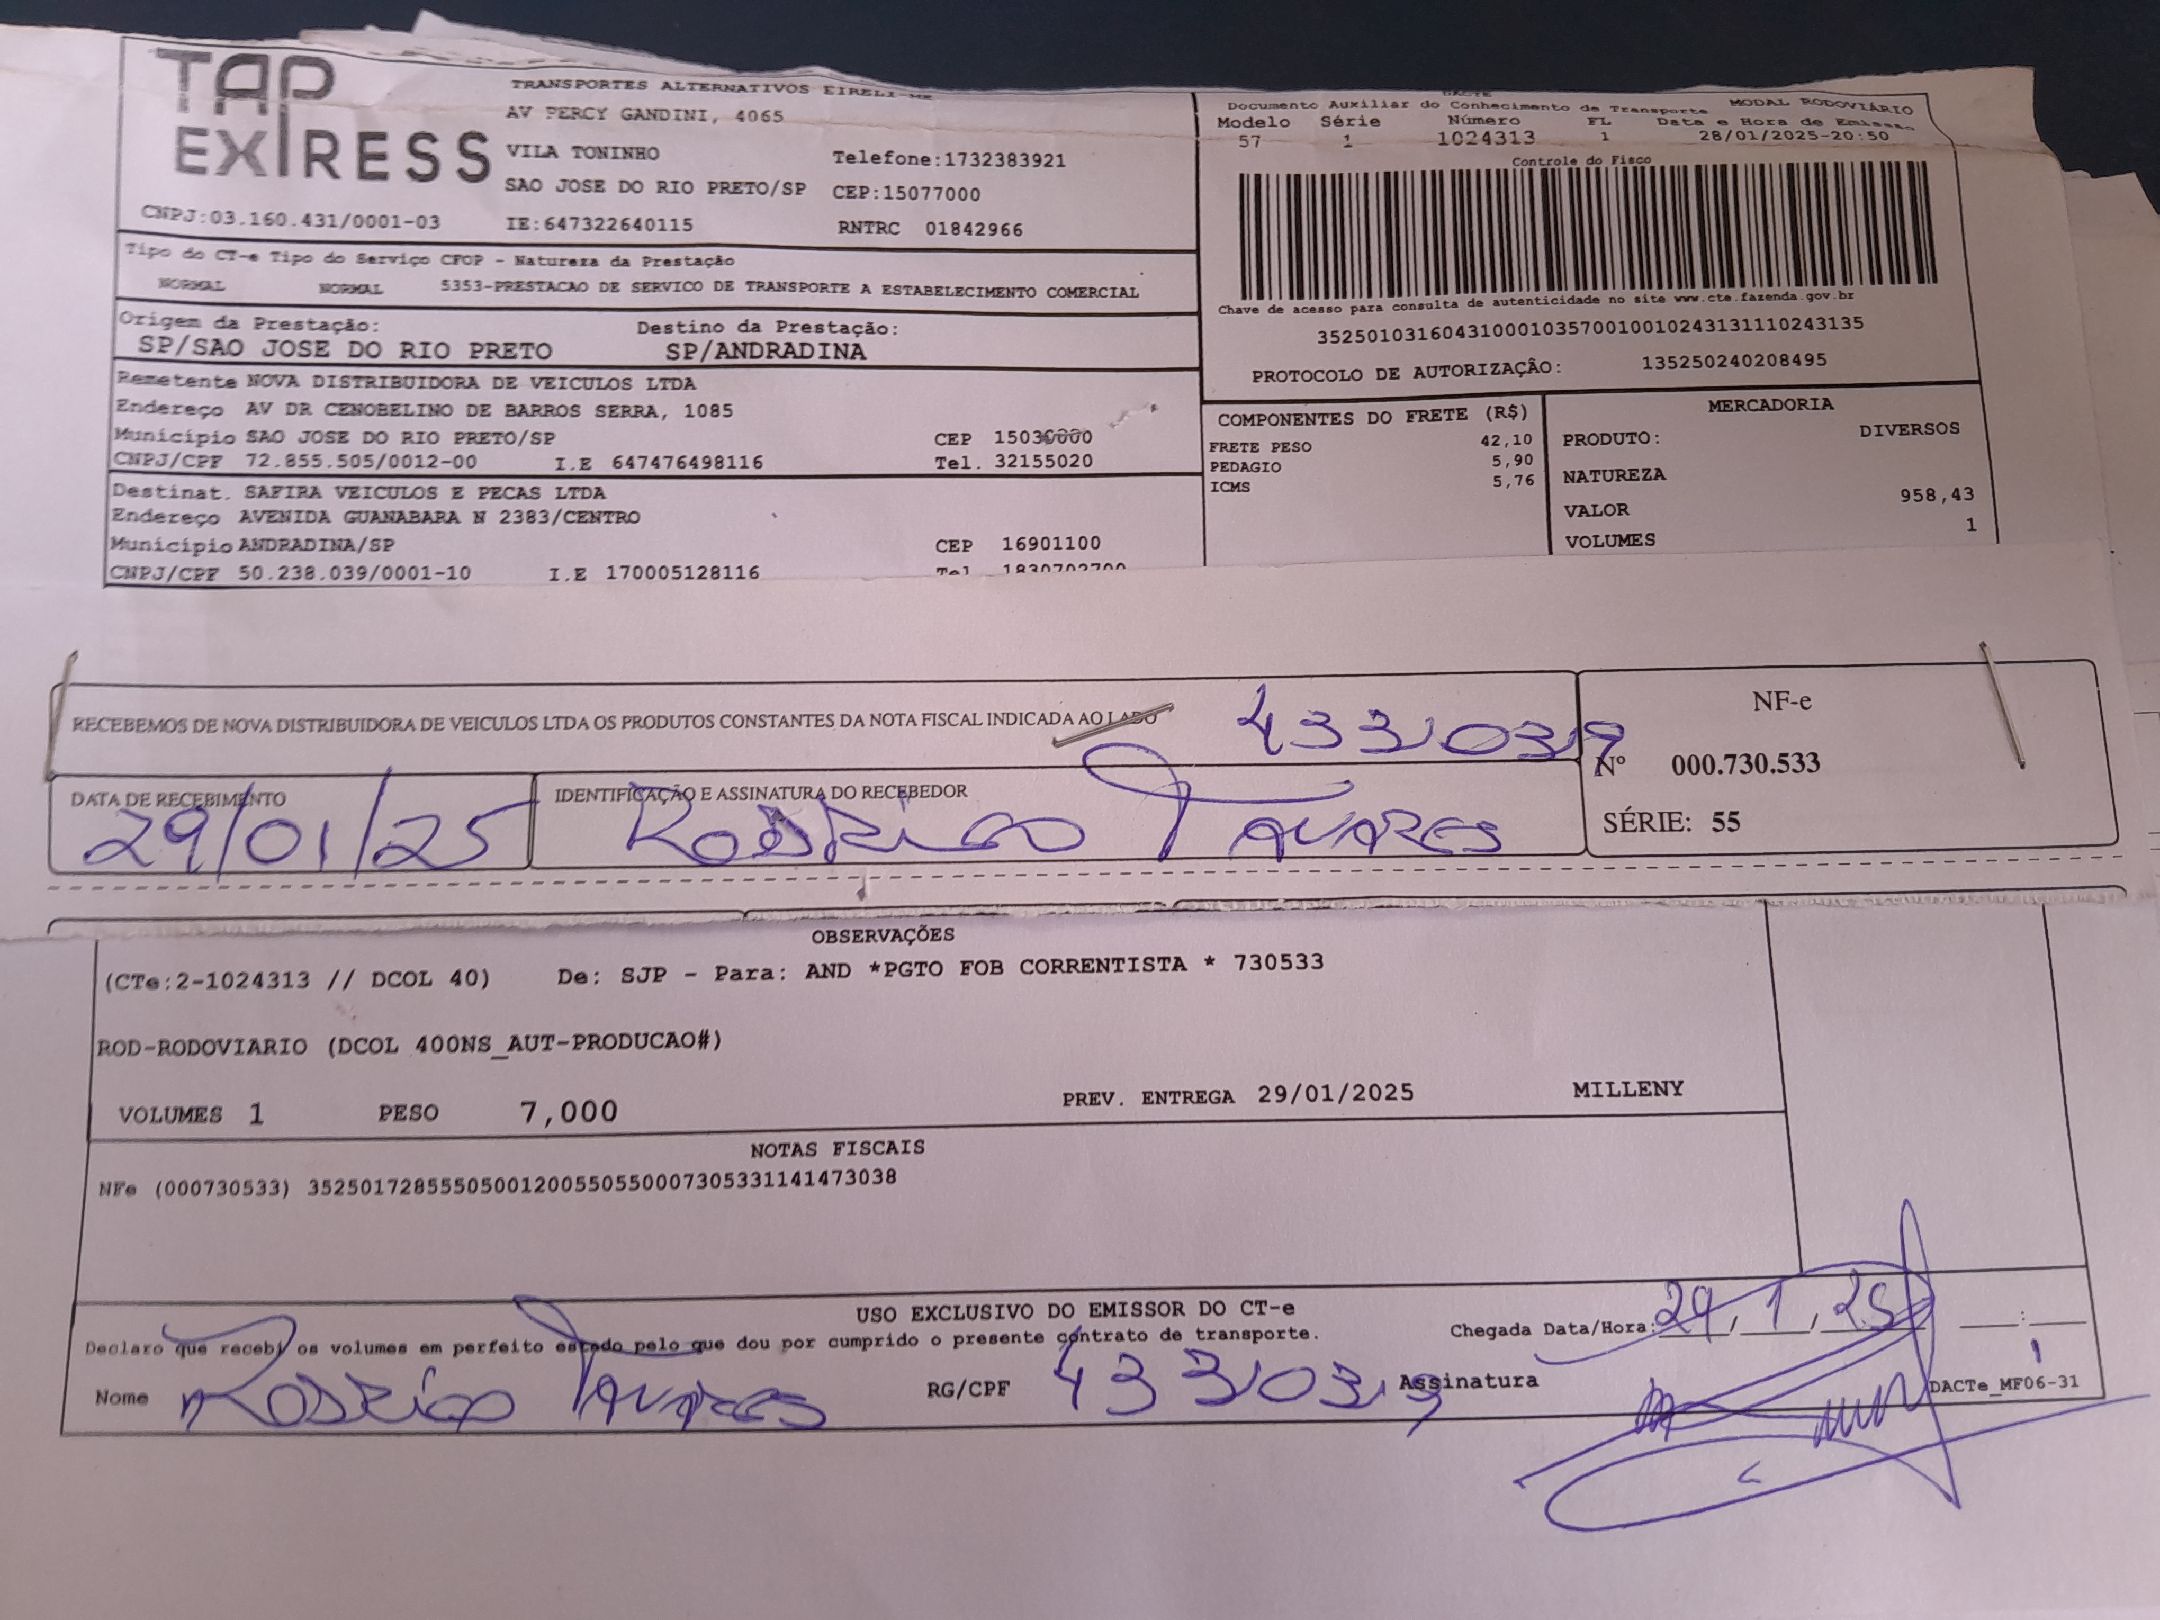 TAP EXPRESS
TRANSPORTES ALTERNATIVOS EIRELI-ME
AV PERCY GANDINI, 4065
VILA TONINHO Telefone:1732383921
SAO JOSE DO RIO PRETO/SP CEP:15077000
CNPJ:03.160.431/0001-03 IE:647322640115 RNTRC 01842966
Tipo do CT-e Tipo do Serviço CFOP - Natureza da Prestação
NORMAL NORMAL 5353-PRESTACAO DE SERVICO DE TRANSPORTE A ESTABELECIMENTO COMERCIAL
Origem da Prestação: Destino da Prestação:
SP/SAO JOSE DO RIO PRETO SP/ANDRADINA
Remetente NOVA DISTRIBUIDORA DE VEICULOS LTDA
Endereço AV DR CENOBELINO DE BARROS SERRA, 1085
Município SAO JOSE DO RIO PRETO/SP CEP 15030000
CNPJ/CPF 72.855.505/0012-00 I.E 647476498116 Tel. 32155020
Destinat. SAFIRA VEICULOS E PECAS LTDA
Endereço AVENIDA GUANABARA N 2383/CENTRO
Município ANDRADINA/SP CEP 16901100
CNPJ/CPF 50.238.039/0001-10 I.E 170005128116 Tel 1830702700
DACTE
Documento Auxiliar do Conhecimento de Transporte MODAL RODOVIÁRIO
Modelo Série Número FL Data e Hora de Emissao
57 1 1024313 1 28/01/2025-20:50
Controle do Fisco
Chave de acesso para consulta de autenticidade no site www.cte.fazenda.gov.br
35250103160431000103570010010243131110243135
PROTOCOLO DE AUTORIZAÇÃO: 135250240208495
COMPONENTES DO FRETE (R$)
FRETE PESO 42,10
PEDAGIO 5,90
ICMS 5,76
MERCADORIA
PRODUTO: DIVERSOS
NATUREZA
VALOR 958,43
VOLUMES 1
RECEBEMOS DE NOVA DISTRIBUIDORA DE VEICULOS LTDA OS PRODUTOS CONSTANTES DA NOTA FISCAL INDICADA AO LADO
NF-e
Nº 000.730.533
SÉRIE: 55
DATA DE RECEBIMENTO IDENTIFICAÇÃO E ASSINATURA DO RECEBEDOR
29/01/25 RODRIGO TAVARES
OBSERVAÇÕES
(CTe:2-1024313 // DCOL 40) De: SJP - Para: AND *PGTO FOB CORRENTISTA * 730533
ROD-RODOVIARIO (DCOL 400NS_AUT-PRODUCAO#)
VOLUMES 1 PESO 7,000 PREV. ENTREGA 29/01/2025 MILLENY
NOTAS FISCAIS
NFe (000730533) 35250172855505001200550550007305331141473038
USO EXCLUSIVO DO EMISSOR DO CT-e
Declaro que recebi os volumes em perfeito estado pelo que dou por cumprido o presente contrato de transporte.
Chegada Data/Hora: 29, 1, 25
Nome RODRIGO TAVARES RG/CPF Assinatura DACTe_MF06-31